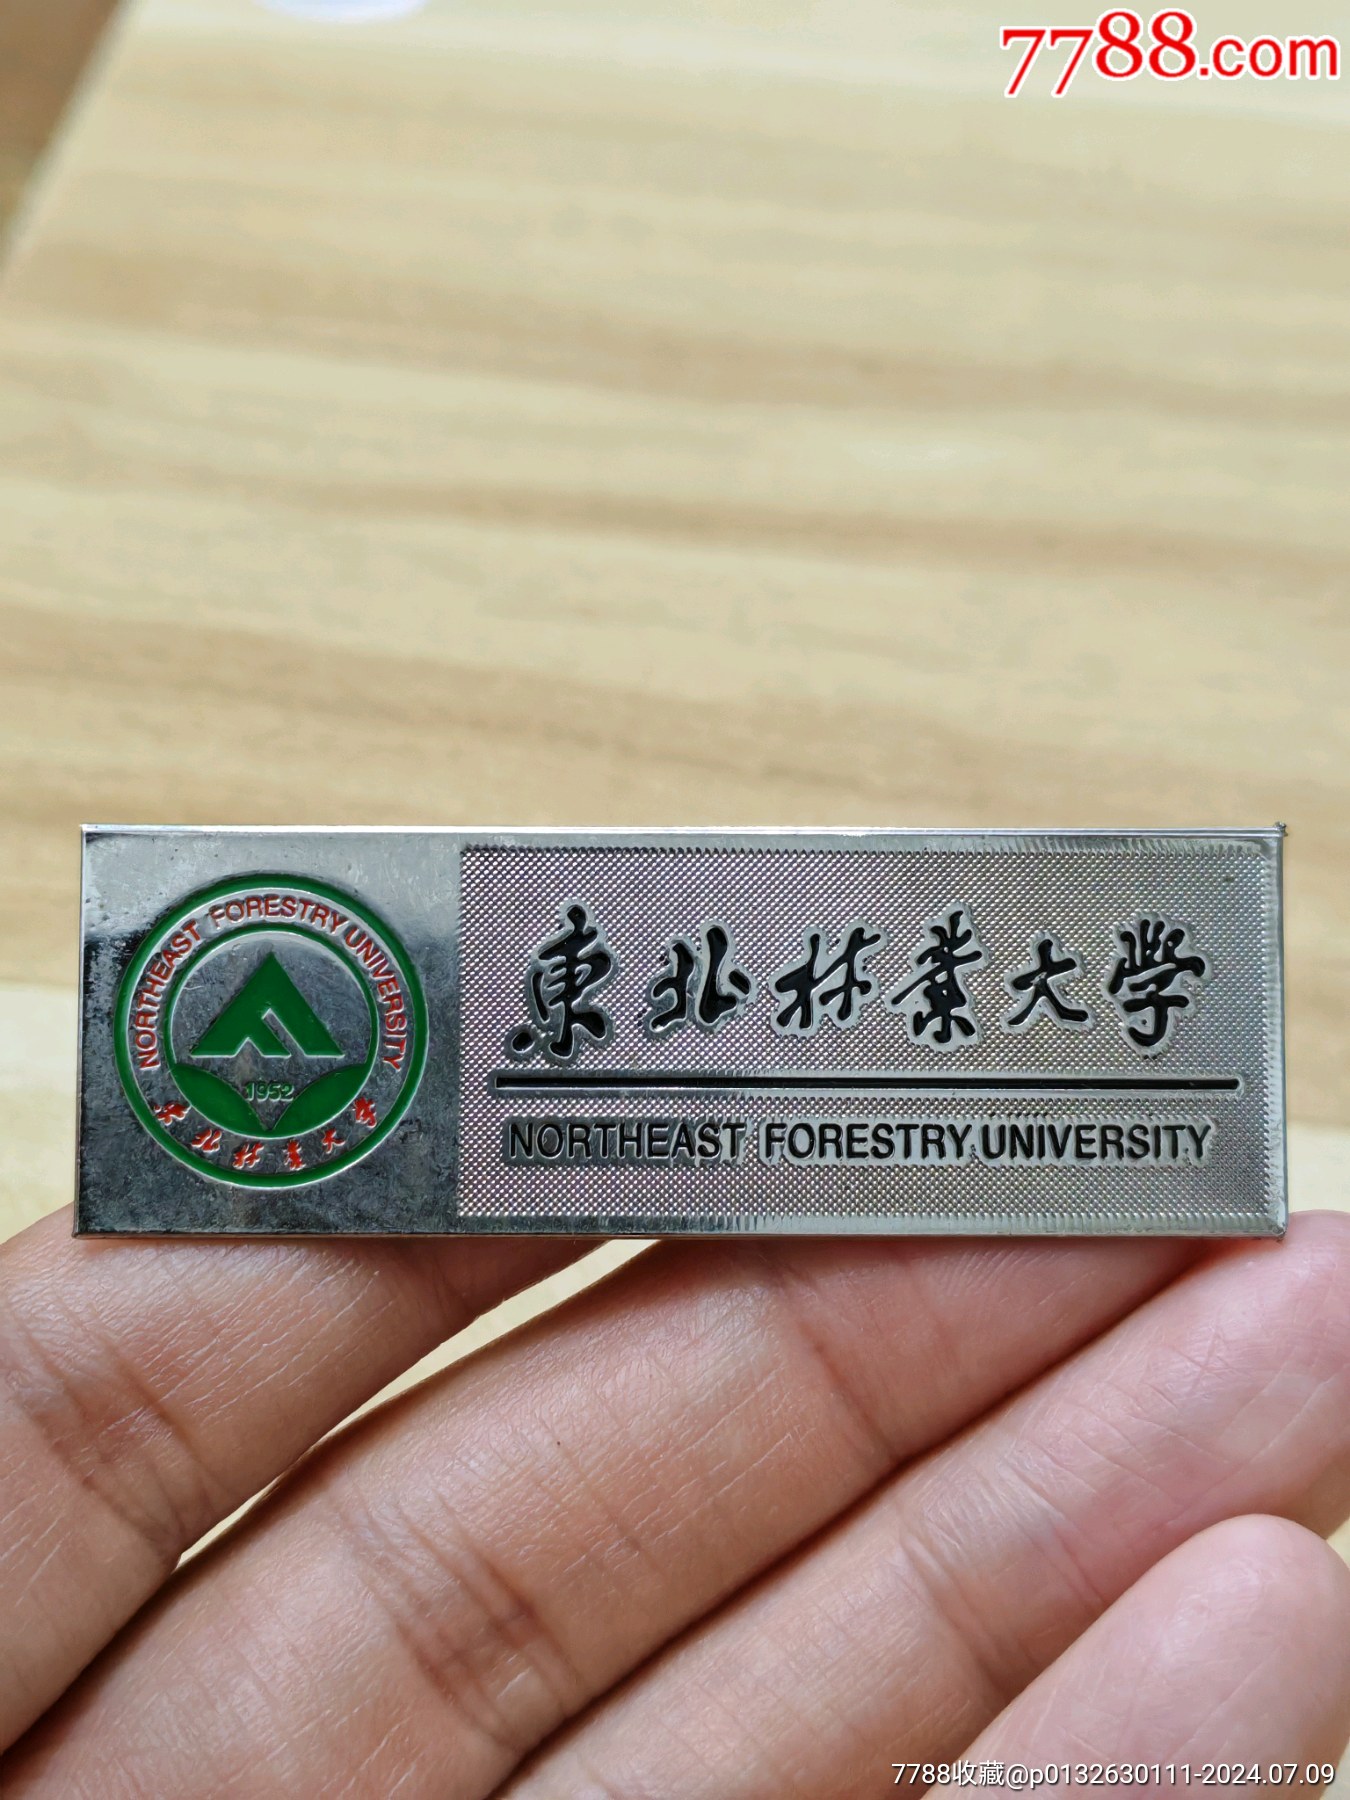 7788.com
東北林業大學
NORTHEAST FORESTRY UNIVERSITY
NORTHEAST FORESTRY UNIVERSITY
1952
東北林業大學
7788收藏@p0132630111-2024.07.09